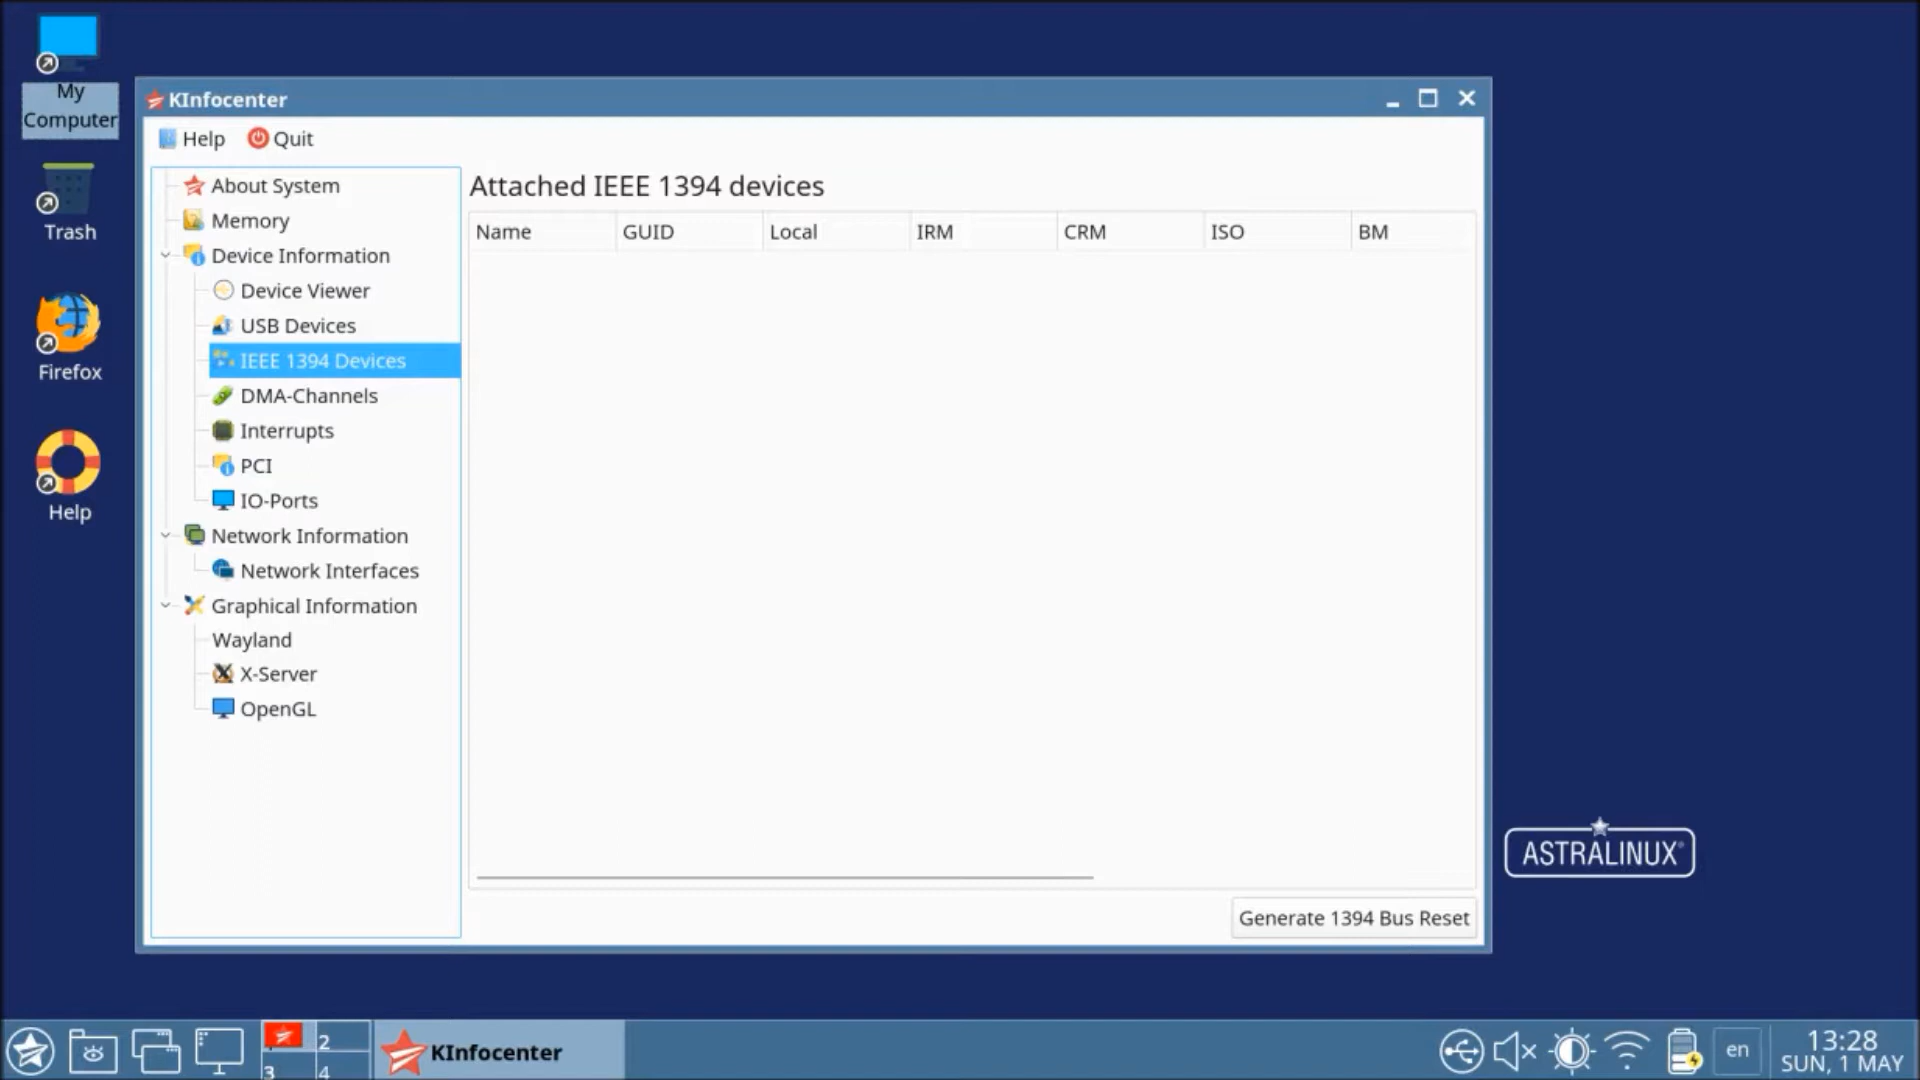 My
Computer
Trash
Firefox
Help
KInfocenter
Help Quit
About System
Memory
Device Information
Device Viewer
USB Devices
IEEE 1394 Devices
DMA-Channels
Interrupts
PCI
IO-Ports
Network Information
Network Interfaces
Graphical Information
Wayland
X-Server
OpenGL
Attached IEEE 1394 devices
Name GUID Local IRM CRM ISO BM
Generate 1394 Bus Reset
ASTRALINUX®
2
3 4
KInfocenter
en
13:28
SUN, 1 MAY